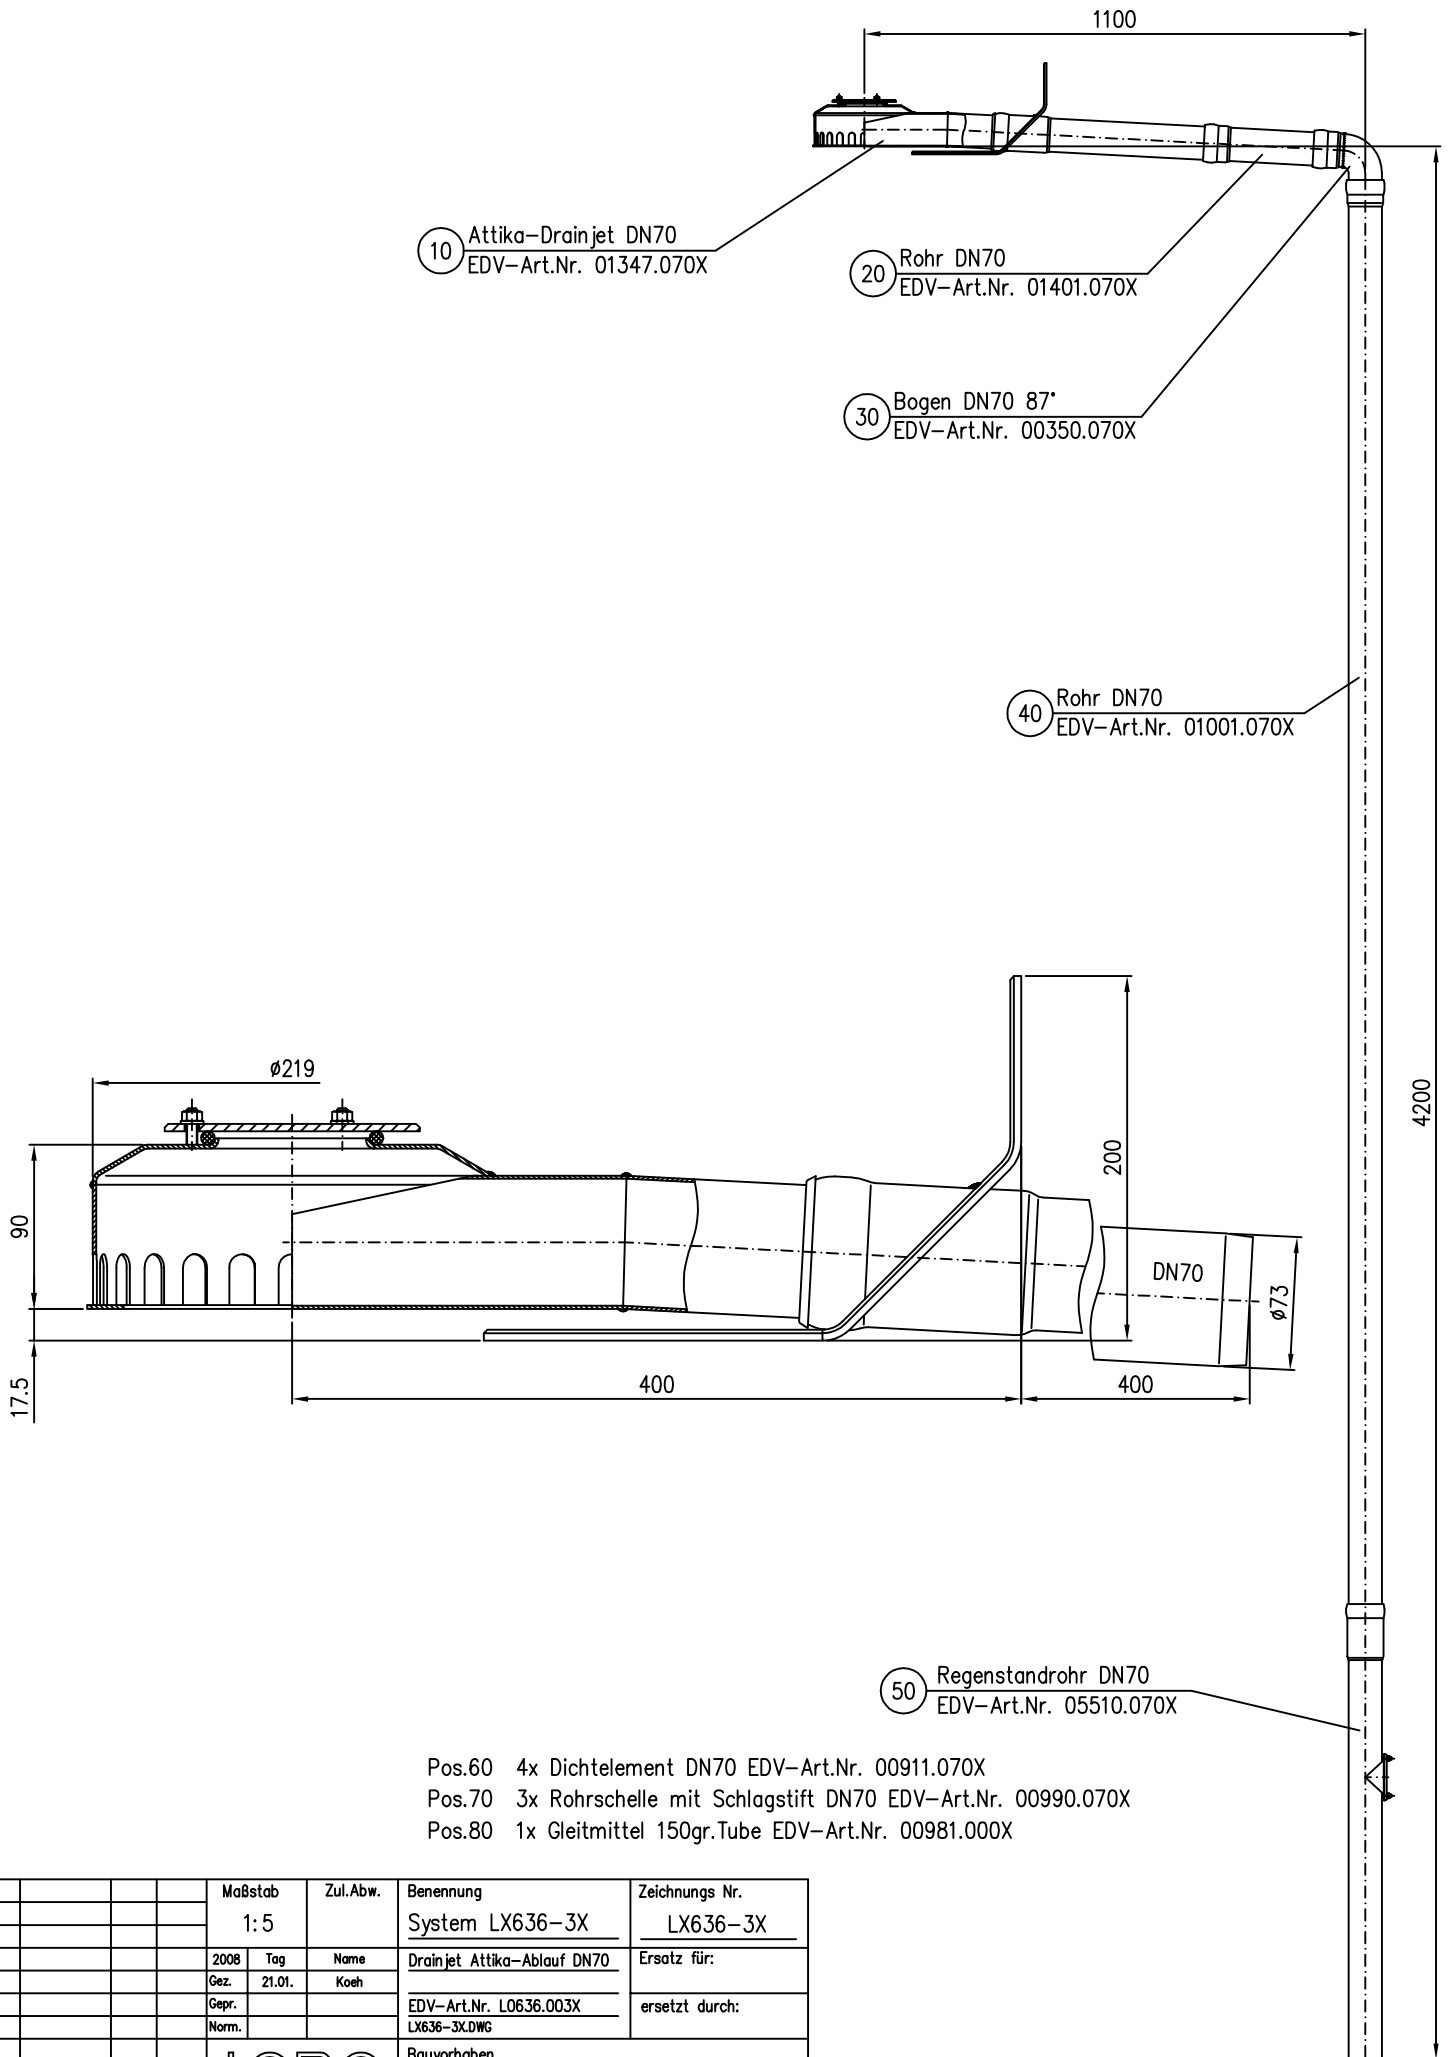 1100
10
Attika-Drainjet DN70
EDV-Art.Nr. 01347.070X
20
Rohr DN70
EDV-Art.Nr. 01401.070X
30
Bogen DN70 87°
EDV-Art.Nr. 00350.070X
40
Rohr DN70
EDV-Art.Nr. 01001.070X
4200
ø219
90
17.5
200
DN70
ø73
400
400
50
Regenstandrohr DN70
EDV-Art.Nr. 05510.070X
Pos.60 4x Dichtelement DN70 EDV-Art.Nr. 00911.070X
Pos.70 3x Rohrschelle mit Schlagstift DN70 EDV-Art.Nr. 00990.070X
Pos.80 1x Gleitmittel 150gr.Tube EDV-Art.Nr. 00981.000X
Maßstab
1:5
Zul.Abw.
Benennung
System LX636-3X
Zeichnungs Nr.
LX636-3X
2008 Tag Name
Drainjet Attika-Ablauf DN70
Ersatz für:
Gez. 21.01. Koeh
Gepr.
EDV-Art.Nr. L0636.003X
ersetzt durch:
Norm.
LX636-3X.DWG
Bauvorhaben